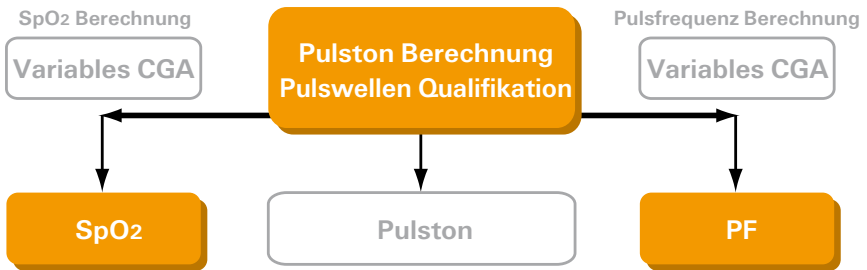 SpO2 Berechnung
Variables CGA
Pulston Berechnung
Pulswellen Qualifikation
Pulsfrequenz Berechnung
Variables CGA
SpO2
Pulston
PF